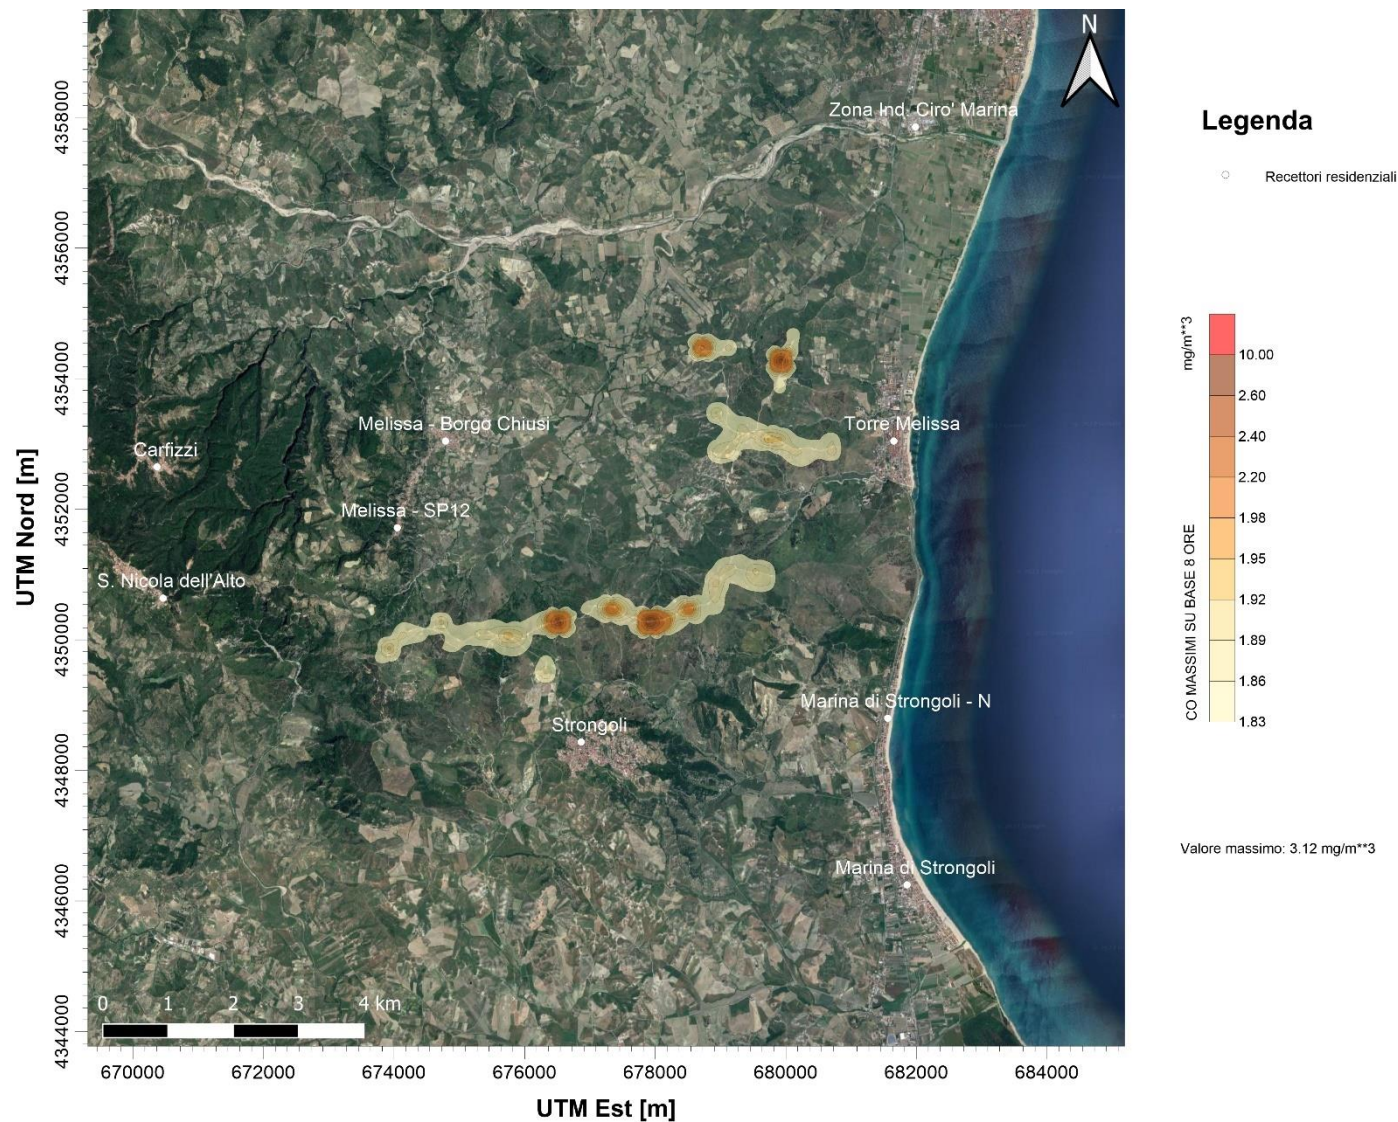 N
Zona Ind. Ciro' Marina
Torre Melissa
Melissa - Borgo Chiusi
Carfizzi
Melissa - SP12
S. Nicola dell'Alto
Marina di Strongoli - N
Strongoli
Marina di Strongoli
0 1 2 3 4 km
UTM Nord [m]
4358000
4356000
4354000
4352000
4350000
4348000
4346000
4344000
670000 672000 674000 676000 678000 680000 682000 684000
UTM Est [m]
Legenda
Recettori residenziali
mg/m**3
CO MASSIMI SU BASE 8 ORE
10.00
2.60
2.40
2.20
1.98
1.95
1.92
1.89
1.86
1.83
Valore massimo: 3.12 mg/m**3